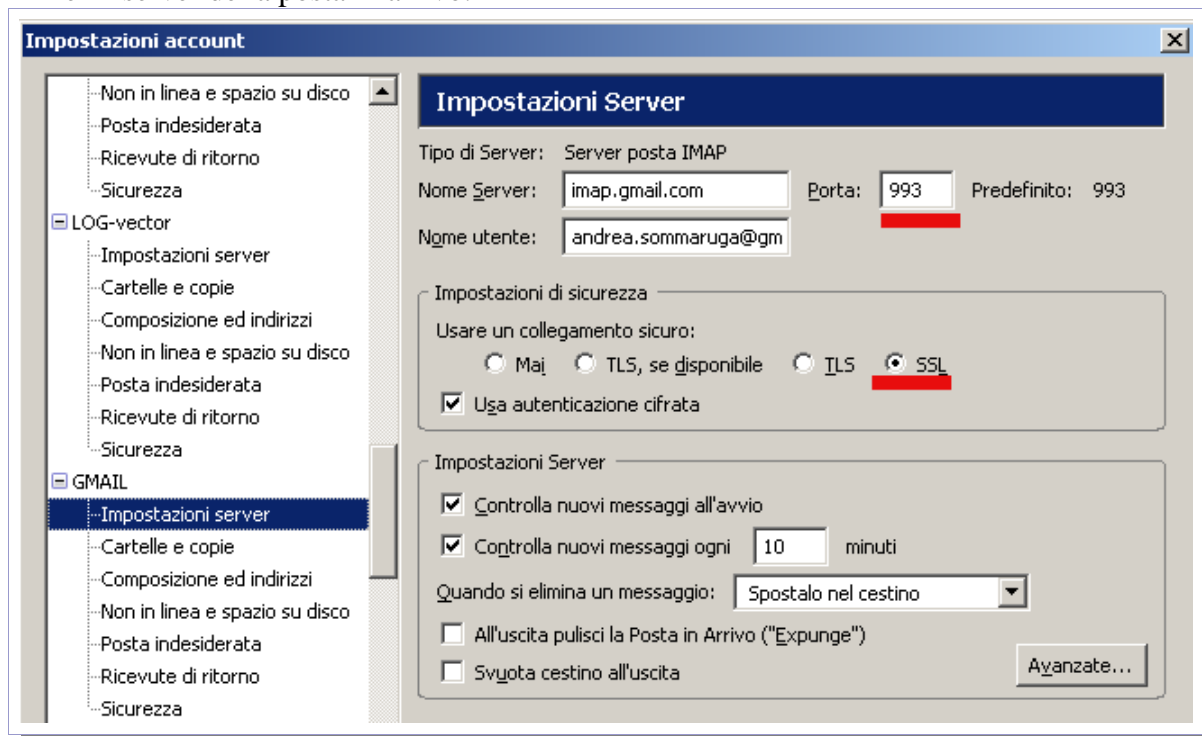 Impostazioni account
Non in linea e spazio su disco
Posta indesiderata
Ricevute di ritorno
Sicurezza
LOG-vector
Impostazioni server
Cartelle e copie
Composizione ed indirizzi
Non in linea e spazio su disco
Posta indesiderata
Ricevute di ritorno
Sicurezza
GMAIL
Impostazioni server
Cartelle e copie
Composizione ed indirizzi
Non in linea e spazio su disco
Posta indesiderata
Ricevute di ritorno
Sicurezza
Impostazioni Server
Tipo di Server: Server posta IMAP
Nome Server: imap.gmail.com Porta: 993 Predefinito: 993
Nome utente: andrea.sommaruga@gm
Impostazioni di sicurezza
Usare un collegamento sicuro:
Mai TLS, se disponibile TLS SSL
Usa autenticazione cifrata
Impostazioni Server
Controlla nuovi messaggi all'avvio
Controlla nuovi messaggi ogni 10 minuti
Quando si elimina un messaggio: Spostalo nel cestino
All'uscita pulisci la Posta in Arrivo ("Expunge")
Svuota cestino all'uscita Avanzate...